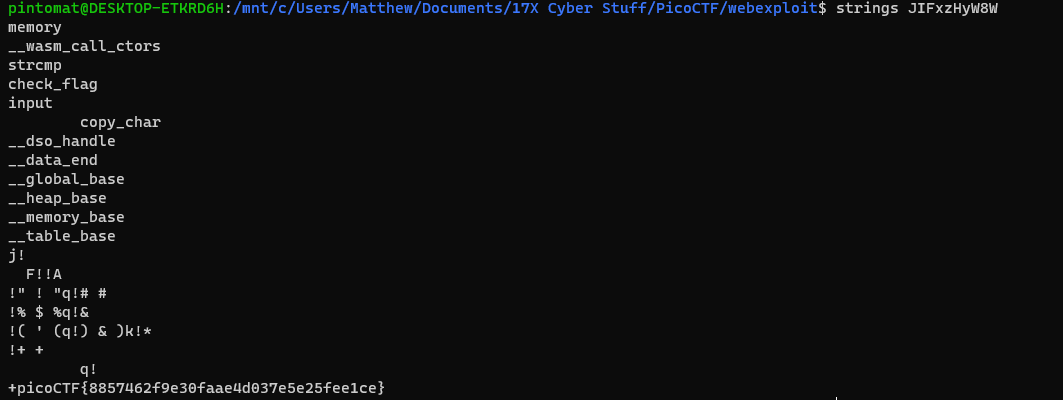 pintomat@DESKTOP-ETKRD6H:/mnt/c/Users/Matthew/Documents/17X Cyber Stuff/PicoCTF/webexploit$ strings JIFxzHyW8W
memory
__wasm_call_ctors
strcmp
check_flag
input
        copy_char
__dso_handle
__data_end
__global_base
__heap_base
__memory_base
__table_base
j!
  F!!A
!" ! "q!# #
!% $ %q!&
!( ' (q!) & )k!*
!+ +
        q!
+picoCTF{8857462f9e30faae4d037e5e25fee1ce}